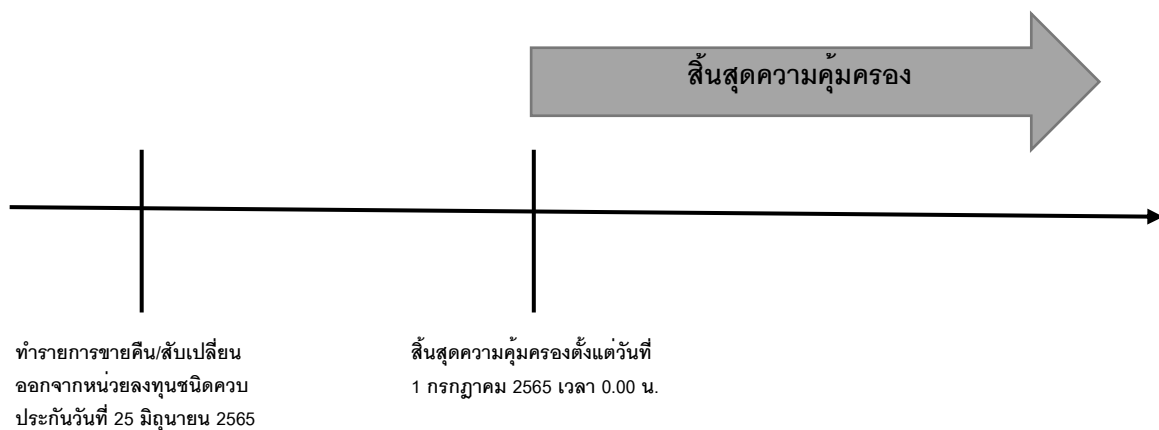 สิ้นสุดความคุ้มครอง
ทำรายการขายคืน/สับเปลี่ยน
ออกจากหน่วยลงทุนชนิดควบ
ประกันวันที่ 25 มิถุนายน 2565
สิ้นสุดความคุ้มครองตั้งแต่วันที่
1 กรกฎาคม 2565 เวลา 0.00 น.